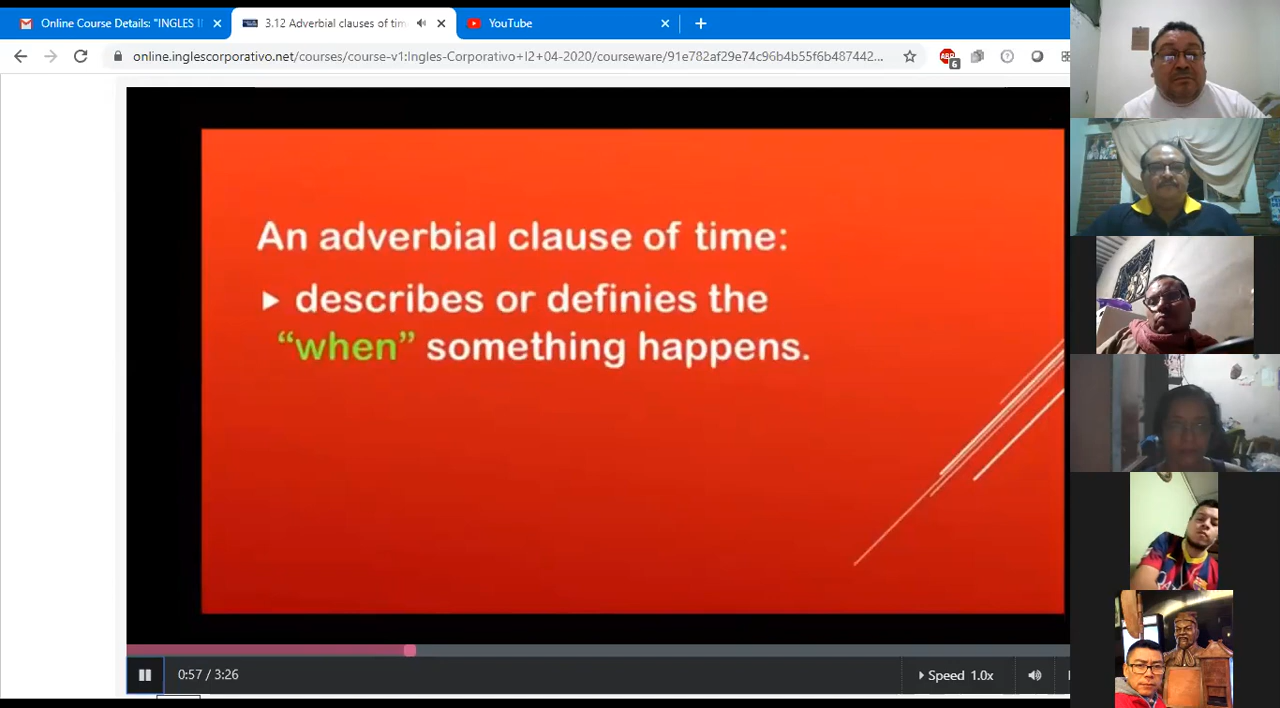 Online Course Details: "INGLES I
3.12 Adverbial clauses of tim
YouTube
online.inglescorporativo.net/courses/course-v1:Ingles-Corporativo+I2+04-2020/courseware/91e782af29e74c96b4b55f6b487442...
6
An adverbial clause of time:
describes or definies the
“when” something happens.
0:57 / 3:26
Speed 1.0x